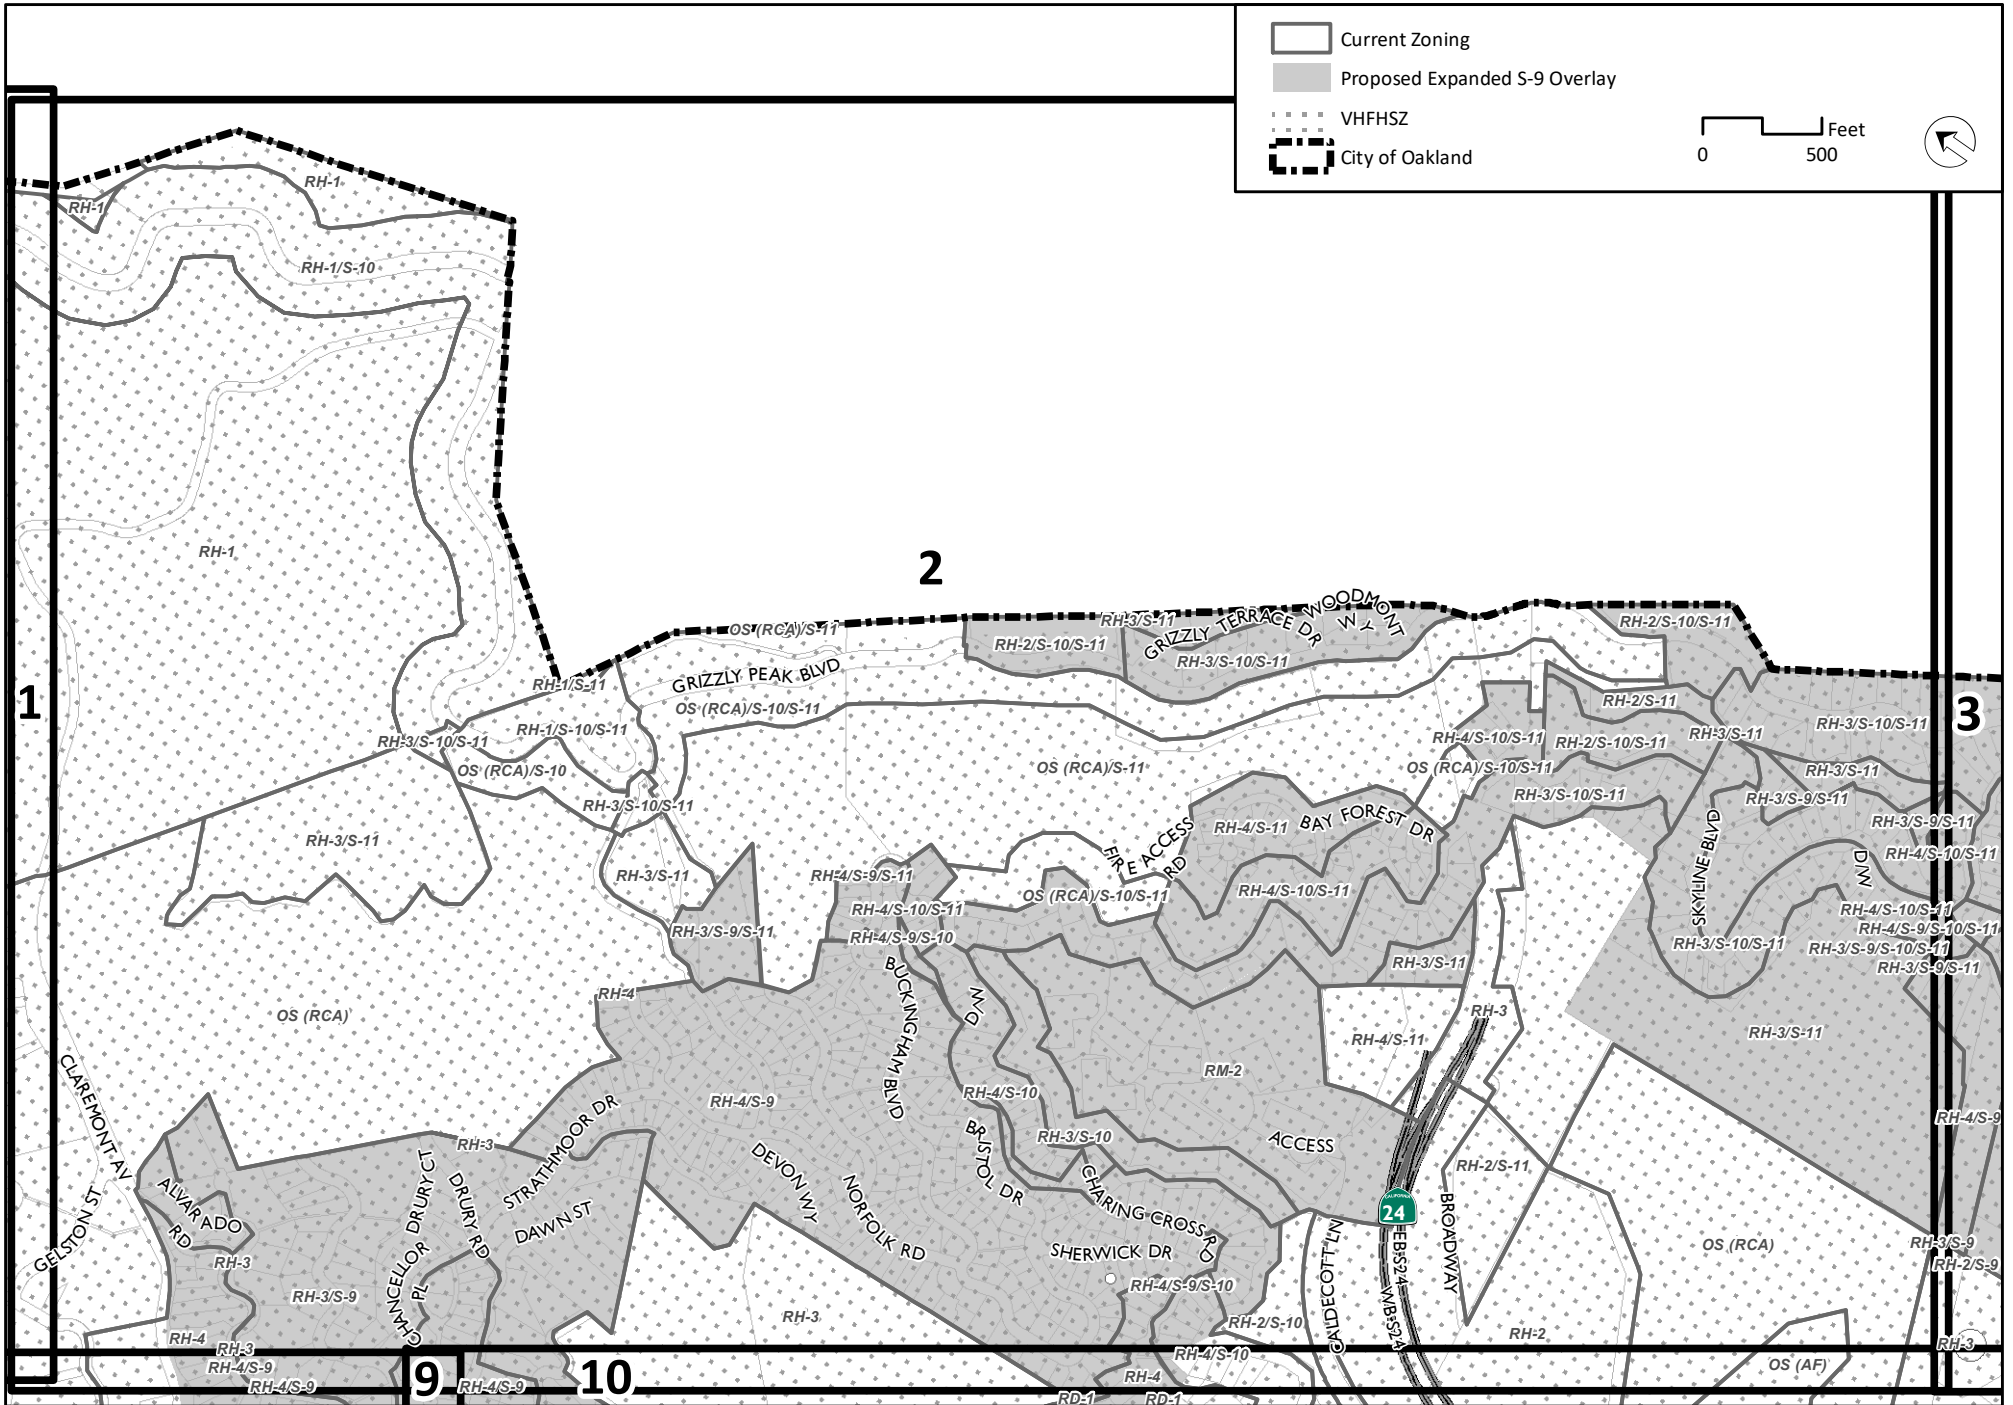 Current Zoning
Proposed Expanded S-9 Overlay
VHFHSZ
City of Oakland
Feet
0
500
RH-1
RH-1
RH-1/S-10
RH-1
2
1
3
OS (RCA)/S-11
RH-3/S-11
WOODMONT
WY
GRIZZLY TERRACE DR
RH-2/S-10/S-11
RH-2/S-10/S-11
RH-3/S-10/S-11
GRIZZLY PEAK BLVD
RH-1/S-11
OS (RCA)/S-10/S-11
RH-2/S-11
RH-1/S-10/S-11
RH-3/S-10/S-11
RH-4/S-10/S-11
RH-2/S-10/S-11
RH-3/S-11
RH-3/S-10/S-11
OS (RCA)/S-10
OS (RCA)/S-11
OS (RCA)/S-10/S-11
RH-3/S-11
RH-3/S-10/S-11
RH-3/S-10/S-11
RH-3/S-9/S-11
RH-3/S-11
RH-4/S-11
BAY FOREST DR
RH-3/S-9/S-11
FIRE ACCESS
RD
SKYLINE BLVD
DW
RH-4/S-10/S-11
RH-3/S-11
RH-4/S-9/S-11
OS (RCA)/S-10/S-11
RH-4/S-10/S-11
RH-4/S-10/S-11
RH-4/S-10/S-11
RH-3/S-9/S-11
RH-4/S-9/S-10
RH-4/S-9/S-10/S-11
RH-3/S-10/S-11
RH-3/S-9/S-10/S-11
RH-3/S-11
RH-3/S-9/S-11
RH-4
BUCKINGHAM BLVD
DW
OS (RCA)
RH-3
RH-4/S-11
RH-3/S-11
RM-2
CLAREMONT AV
RH-4/S-9
RH-4/S-10
RH-4/S-9
STRATHMOOR DR
RH-3
RH-3/S-10
ACCESS
BRISTOL DR
DEVON WY
NORFOLK RD
CHARING CROSS RD
RH-2/S-11
DRURY CT
DRURY RD
ALVARADO
RD
GELSTON ST
DAWN ST
CALIFORNIA
24
BROADWAY
EB S24
WB S24
CALDECOTT LN
SHERWICK DR
CHANCELLOR
PL
RH-3
RH-3/S-9
RH-4/S-9/S-10
OS (RCA)
RH-3/S-9
RH-2/S-9
RH-3
RH-2/S-10
RH-2
RH-4
RH-3
RH-4/S-9
RH-4/S-9
9
RH-4/S-9
10
RH-4/S-10
RH-4
RD-1
RD-1
OS (AF)
RH-3